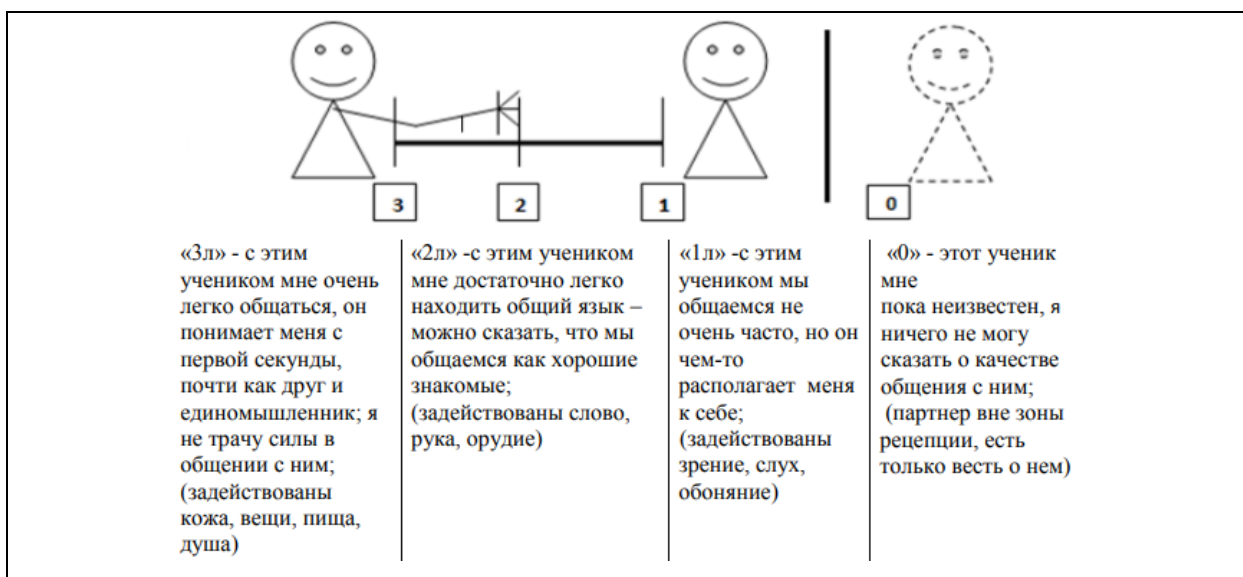 3
2
1
0
«3л» - с этим
учеником мне очень
легко общаться, он
понимает меня с
первой секунды,
почти как друг и
единомышленник; я
не трачу силы в
общении с ним;
(задействованы
кожа, вещи, пища,
душа)
«2л» -с этим учеником
мне достаточно легко
находить общий язык –
можно сказать, что мы
общаемся как хорошие
знакомые;
(задействованы слово,
рука, орудие)
«1л» -с этим
учеником мы
общаемся не
очень часто, но он
чем-то
располагает меня
к себе;
(задействованы
зрение, слух,
обоняние)
«0» - этот ученик
мне
пока неизвестен, я
ничего не могу
сказать о качестве
общения с ним;
(партнер вне зоны
рецепции, есть
только весть о нем)